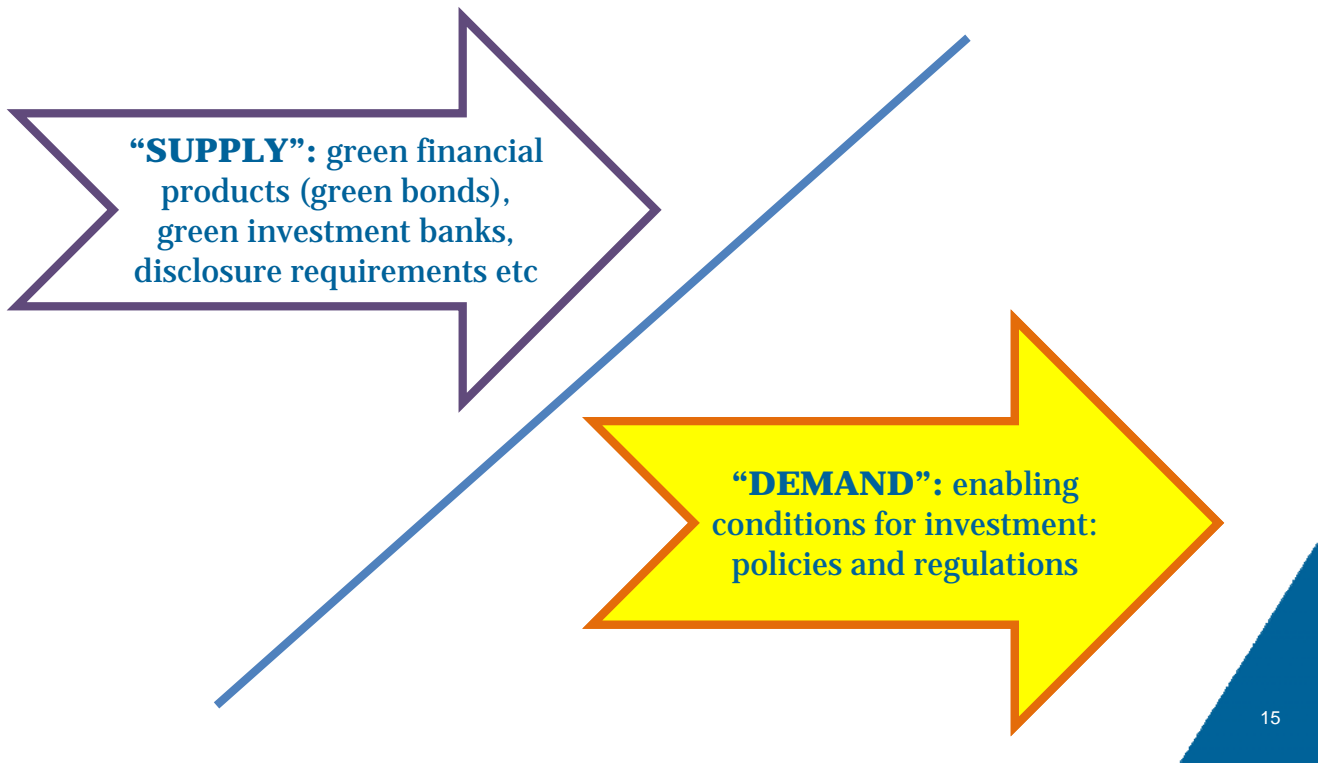 “SUPPLY”: green financial
products (green bonds),
green investment banks,
disclosure requirements etc
“DEMAND”: enabling
conditions for investment:
policies and regulations
15